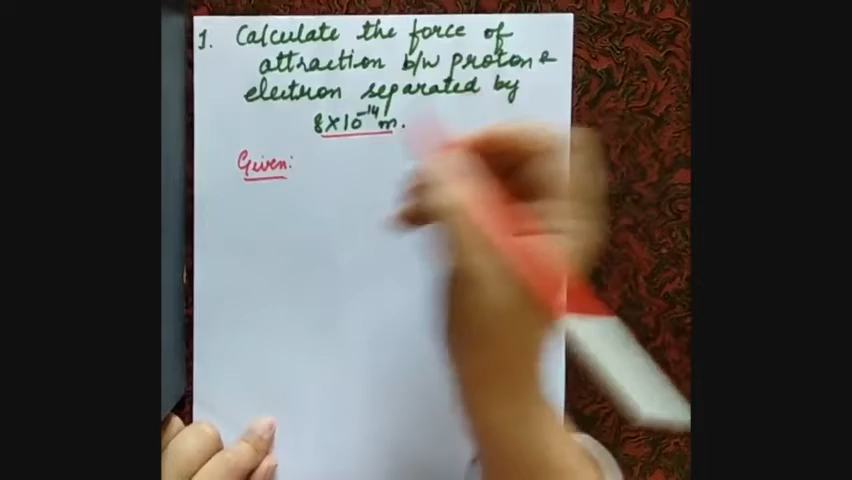 1. Calculate the force of
attraction b/w proton &
electron separated by
8×10⁻¹⁴m.
Given: